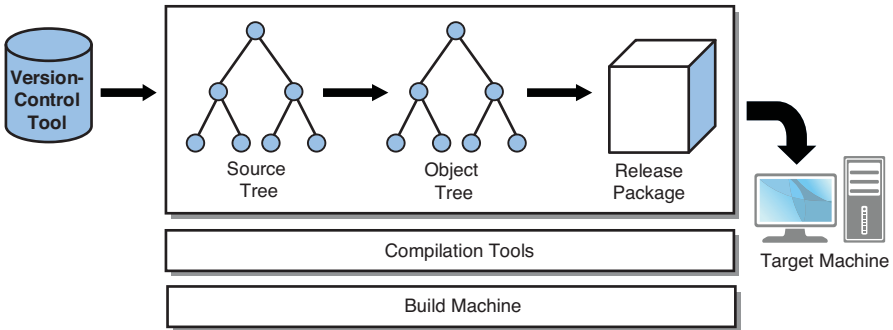 Version-
Control
Tool
Source
Tree
Object
Tree
Release
Package
Compilation Tools
Target Machine
Build Machine